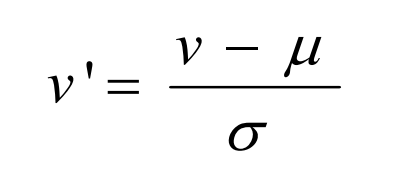 v' = (v − μ) / σ